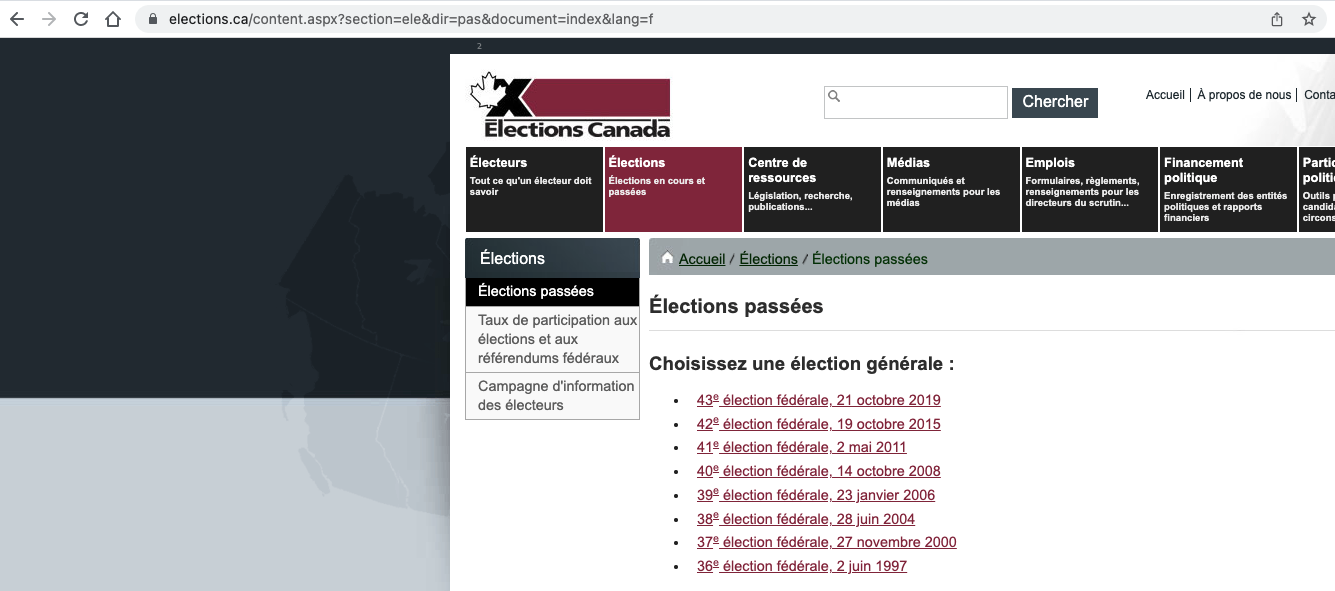 elections.ca/content.aspx?section=ele&dir=pas&document=index&lang=f
2
Élections Canada
Chercher
Accueil | À propos de nous | Conta
Électeurs
Tout ce qu'un électeur doit
savoir
Élections
Élections en cours et
passées
Centre de
ressources
Législation, recherche,
publications...
Médias
Communiqués et
renseignements pour les
médias
Emplois
Formulaires, règlements,
renseignements pour les
directeurs du scrutin...
Financement
politique
Enregistrement des entités
politiques et rapports
financiers
Partic
politi
Outils p
candida
circons
Élections
Élections passées
Taux de participation aux
élections et aux
référendums fédéraux
Campagne d'information
des électeurs
Accueil / Élections / Élections passées
Élections passées
Choisissez une élection générale :
• 43e élection fédérale, 21 octobre 2019
• 42e élection fédérale, 19 octobre 2015
• 41e élection fédérale, 2 mai 2011
• 40e élection fédérale, 14 octobre 2008
• 39e élection fédérale, 23 janvier 2006
• 38e élection fédérale, 28 juin 2004
• 37e élection fédérale, 27 novembre 2000
• 36e élection fédérale, 2 juin 1997